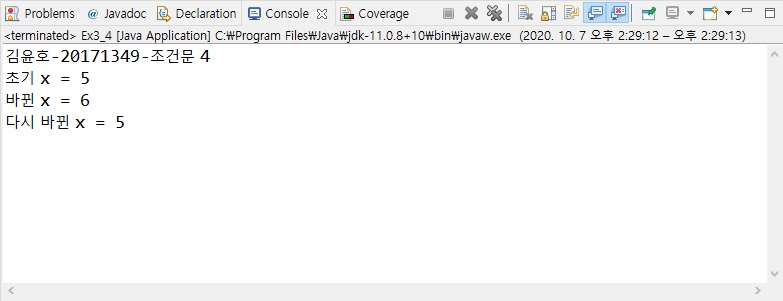 Problems @ Javadoc Declaration Console Coverage
<terminated> Ex3_4 [Java Application] C:₩Program Files₩Java₩jdk-11.0.8+10₩bin₩javaw.exe (2020. 10. 7 오후 2:29:12 – 오후 2:29:13)
김윤호-20171349-조건문 4
초기 x = 5
바뀐 x = 6
다시 바뀐 x = 5